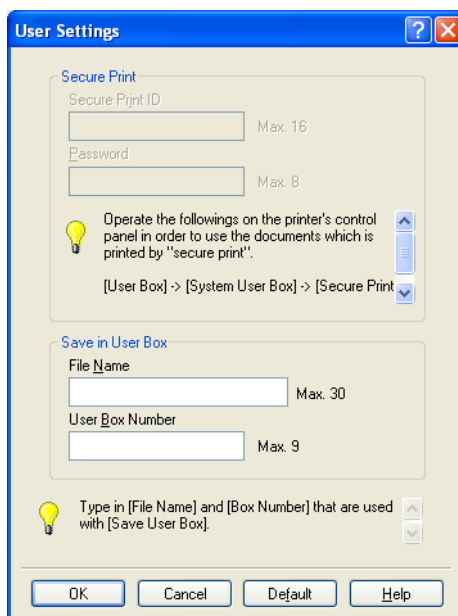 User Settings
Secure Print
Secure Print ID
Max. 16
Password
Max. 8
Operate the followings on the printer's control
panel in order to use the documents which is
printed by "secure print".
[User Box] -> [System User Box] -> [Secure Print
Save in User Box
File Name
Max. 30
User Box Number
Max. 9
Type in [File Name] and [Box Number] that are used
with [Save User Box].
OK
Cancel
Default
Help